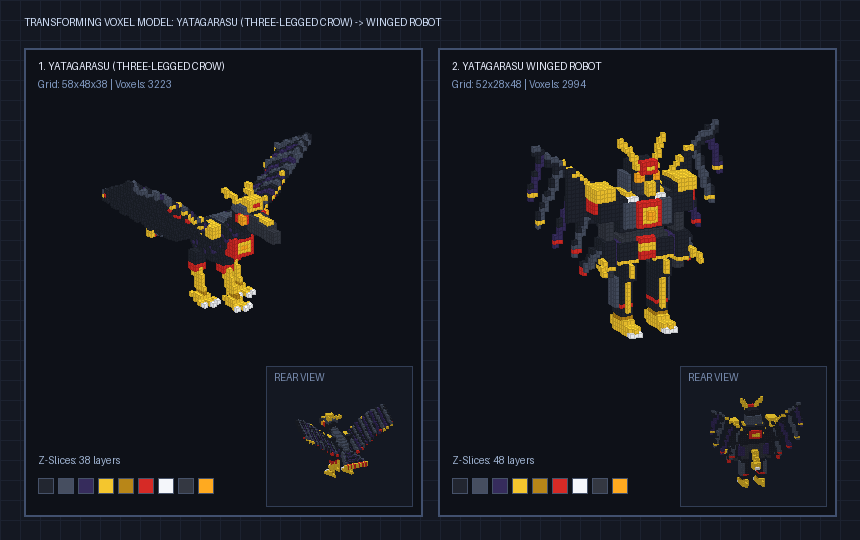 TRANSFORMING VOXEL MODEL: YATAGARASU (THREE-LEGGED CROW) -> WINGED ROBOT
1. YATAGARASU (THREE-LEGGED CROW)
Grid: 58x48x38 | Voxels: 3223
REAR VIEW
Z-Slices: 38 layers
2. YATAGARASU WINGED ROBOT
Grid: 52x28x48 | Voxels: 2994
REAR VIEW
Z-Slices: 48 layers